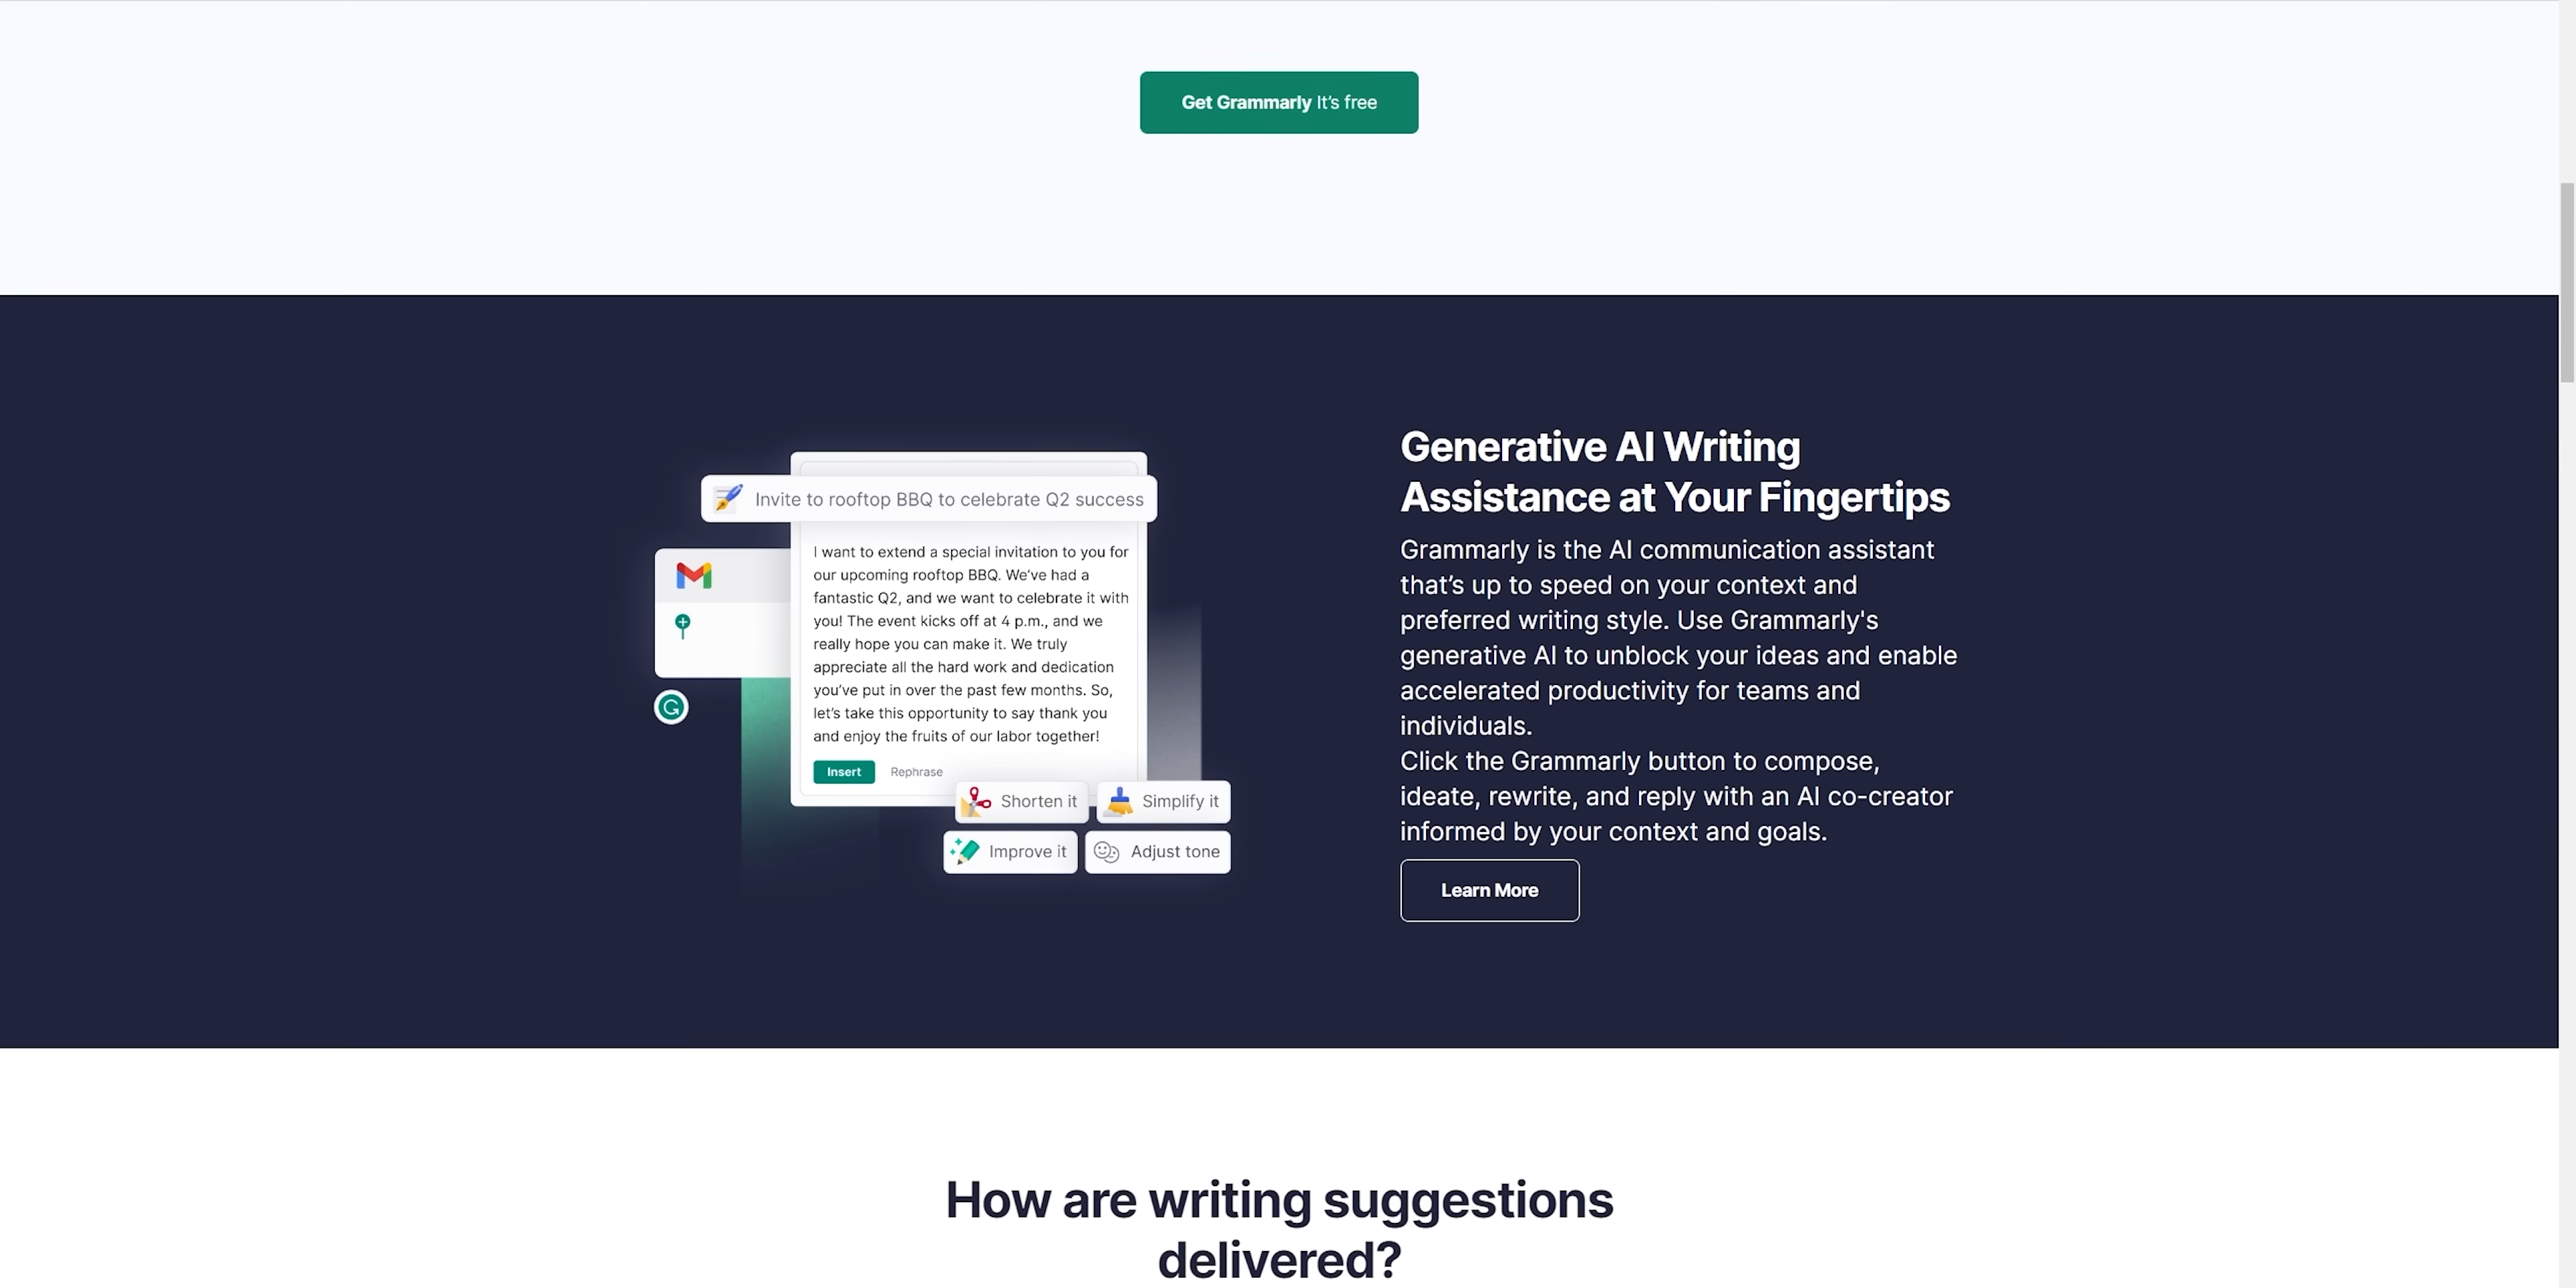 Get Grammarly It’s free
Invite to rooftop BBQ to celebrate Q2 success
I want to extend a special invitation to you for
our upcoming rooftop BBQ. We’ve had a
fantastic Q2, and we want to celebrate it with
you! The event kicks off at 4 p.m., and we
really hope you can make it. We truly
appreciate all the hard work and dedication
you’ve put in over the past few months. So,
let’s take this opportunity to say thank you
and enjoy the fruits of our labor together!
Insert Rephrase
Shorten it Simplify it
Improve it Adjust tone
Generative AI Writing
Assistance at Your Fingertips
Grammarly is the AI communication assistant
that’s up to speed on your context and
preferred writing style. Use Grammarly's
generative AI to unblock your ideas and enable
accelerated productivity for teams and
individuals.
Click the Grammarly button to compose,
ideate, rewrite, and reply with an AI co-creator
informed by your context and goals.
Learn More
How are writing suggestions
delivered?